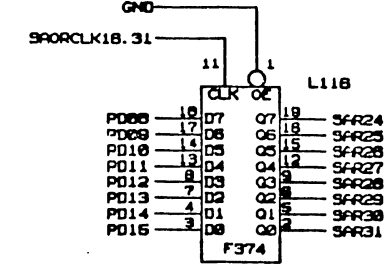 GND
SAORCLK18.31
11 1
L118
CLK OE
PD08 18 D7 Q7 19 SAR24
PD09 17 D6 Q6 16 SAR25
PD10 14 D5 Q5 15 SAR26
PD11 13 D4 Q4 12 SAR27
PD12 8 D3 Q3 9 SAR28
PD13 7 D2 Q2 6 SAR29
PD14 4 D1 Q1 5 SAR30
PD15 3 D0 Q0 2 SAR31
F374